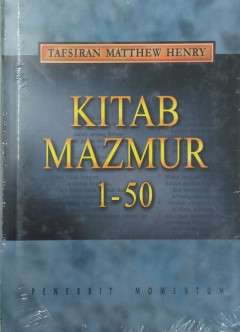 TAFSIRAN MATTHEW HENRY
KITAB
MAZMUR
1-50
PENERBIT MOMENTUM